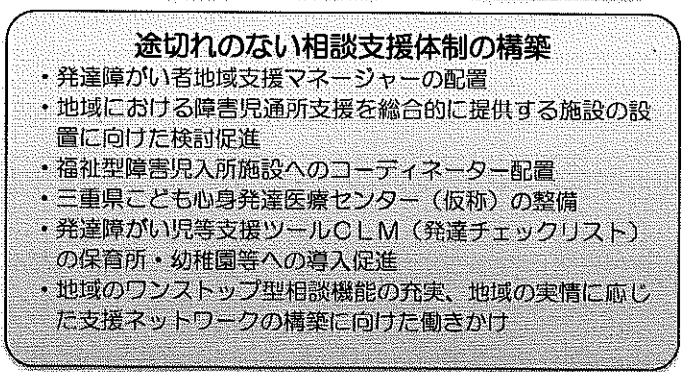 途切れのない相談支援体制の構築
・発達障がい者地域支援マネージャーの配置
・地域における障害児通所支援を総合的に提供する施設の設
置に向けた検討促進
・福祉型障害児入所施設へのコーディネーター配置
・三重県こども心身発達医療センター（仮称）の整備
・発達障がい児等支援ツールＣＬＭ（発達チェックリスト）
の保育所・幼稚園等への導入促進
・地域のワンストップ型相談機能の充実、地域の実情に応じ
た支援ネットワークの構築に向けた働きかけ